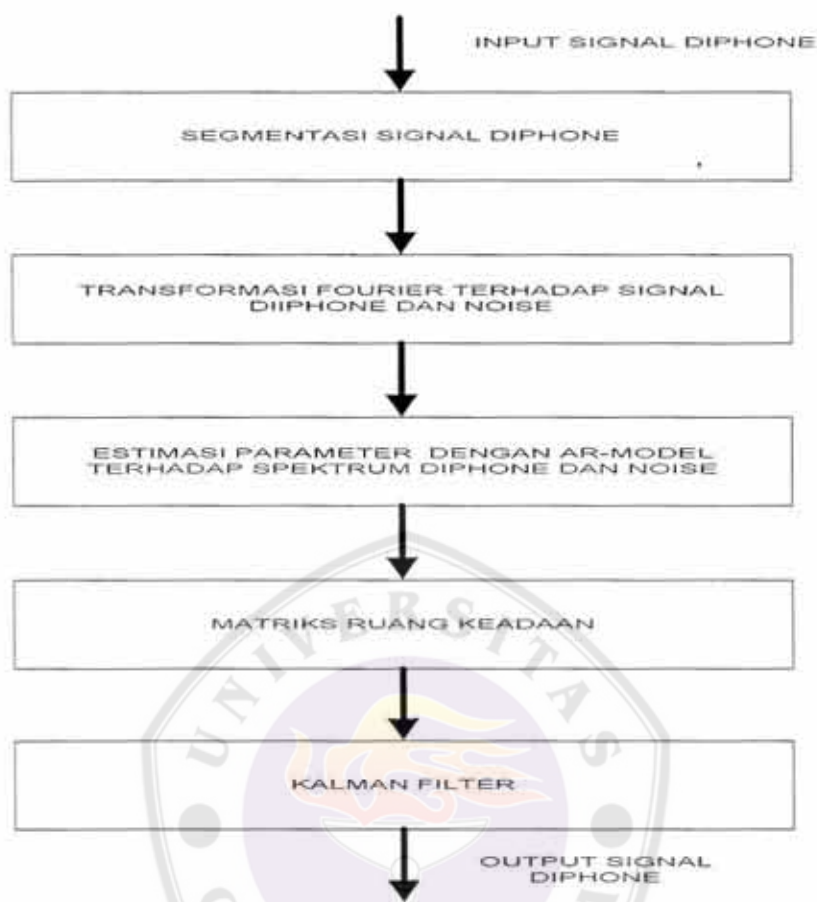 INPUT SIGNAL DIPHONE
SEGMENTASI SIGNAL DIPHONE
TRANSFORMASI FOURIER TERHADAP SIGNAL
DIIPHONE DAN NOISE
ESTIMASI PARAMETER DENGAN AR-MODEL
TERHADAP SPEKTRUM DIPHONE DAN NOISE
MATRIKS RUANG KEADAAN
UNIVERSITAS
KALMAN FILTER
OUTPUT SIGNAL
DIPHONE